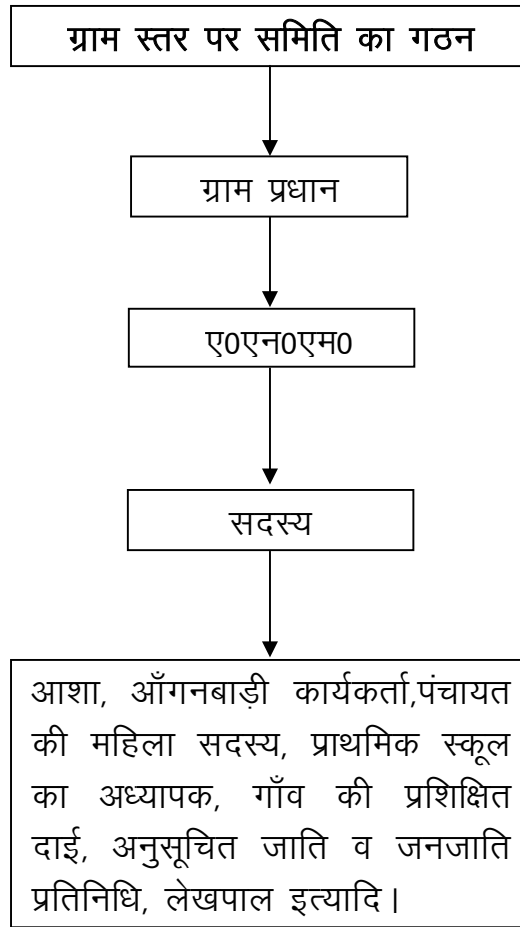 ग्राम स्तर पर समिति का गठन
ग्राम प्रधान
ए0एन0एम0
सदस्य
आशा, आँगनबाड़ी कार्यकर्ता,पंचायत
की महिला सदस्य, प्राथमिक स्कूल
का अध्यापक, गाँव की प्रशिक्षित
दाई, अनुसूचित जाति व जनजाति
प्रतिनिधि, लेखपाल इत्यादि।